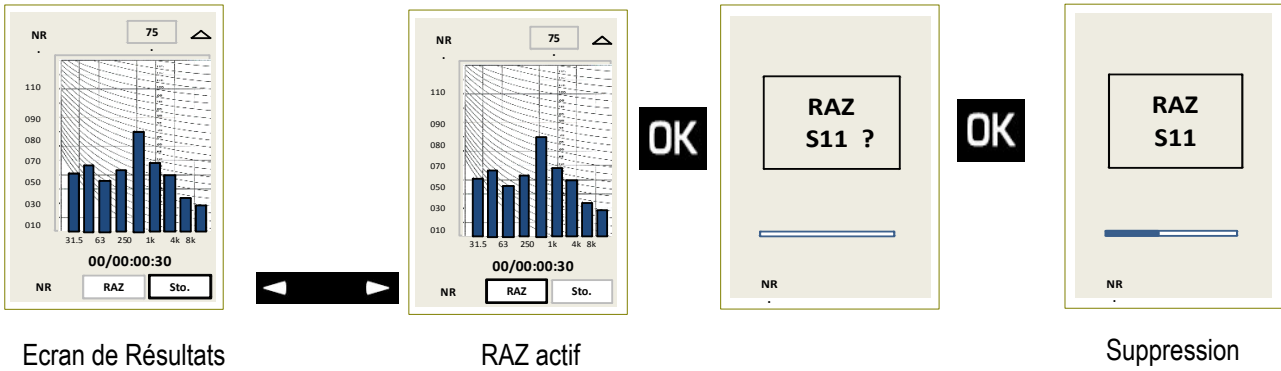 NR
75
.
.
110
090
080
070
050
030
010
31.5 63 250 1k 4k 8k
00/00:00:30
NR RAZ Sto.
Ecran de Résultats
NR
75
.
.
110
090
080
070
050
030
010
31.5 63 250 1k 4k 8k
00/00:00:30
NR RAZ Sto.
RAZ actif
OK
RAZ
S11 ?
NR
.
OK
RAZ
S11
NR
.
Suppression